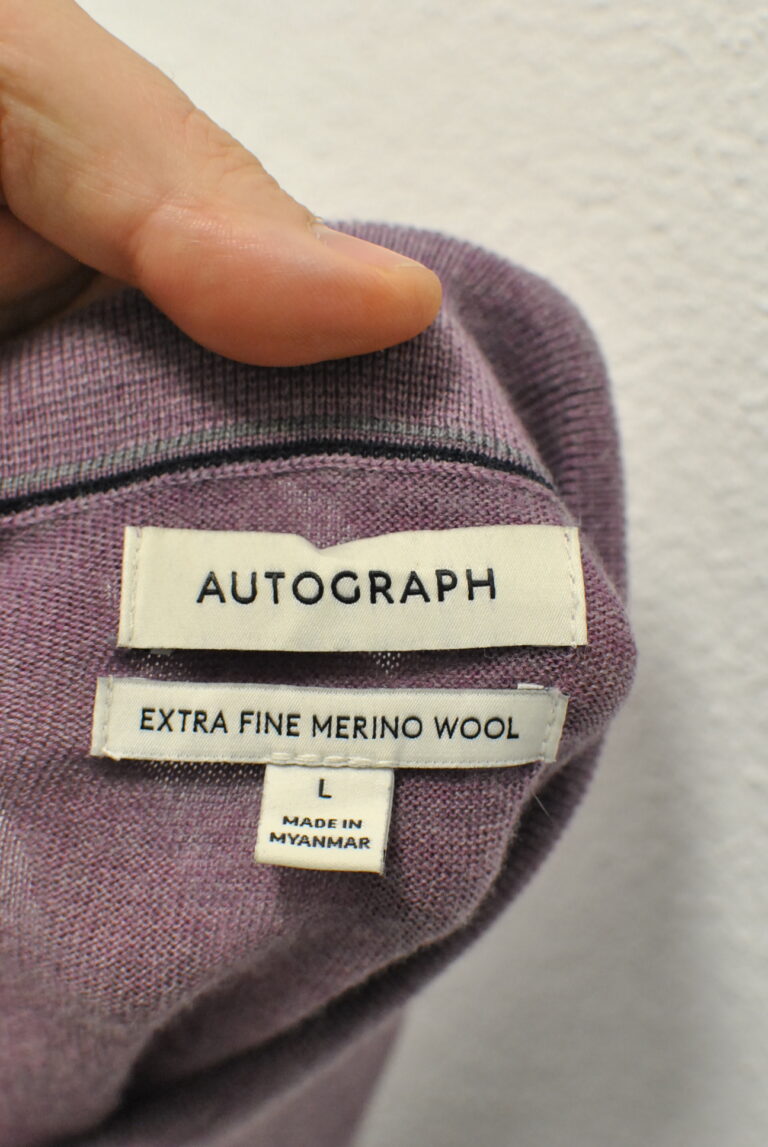 AUTOGRAPH
EXTRA FINE MERINO WOOL
L
MADE IN
MYANMAR